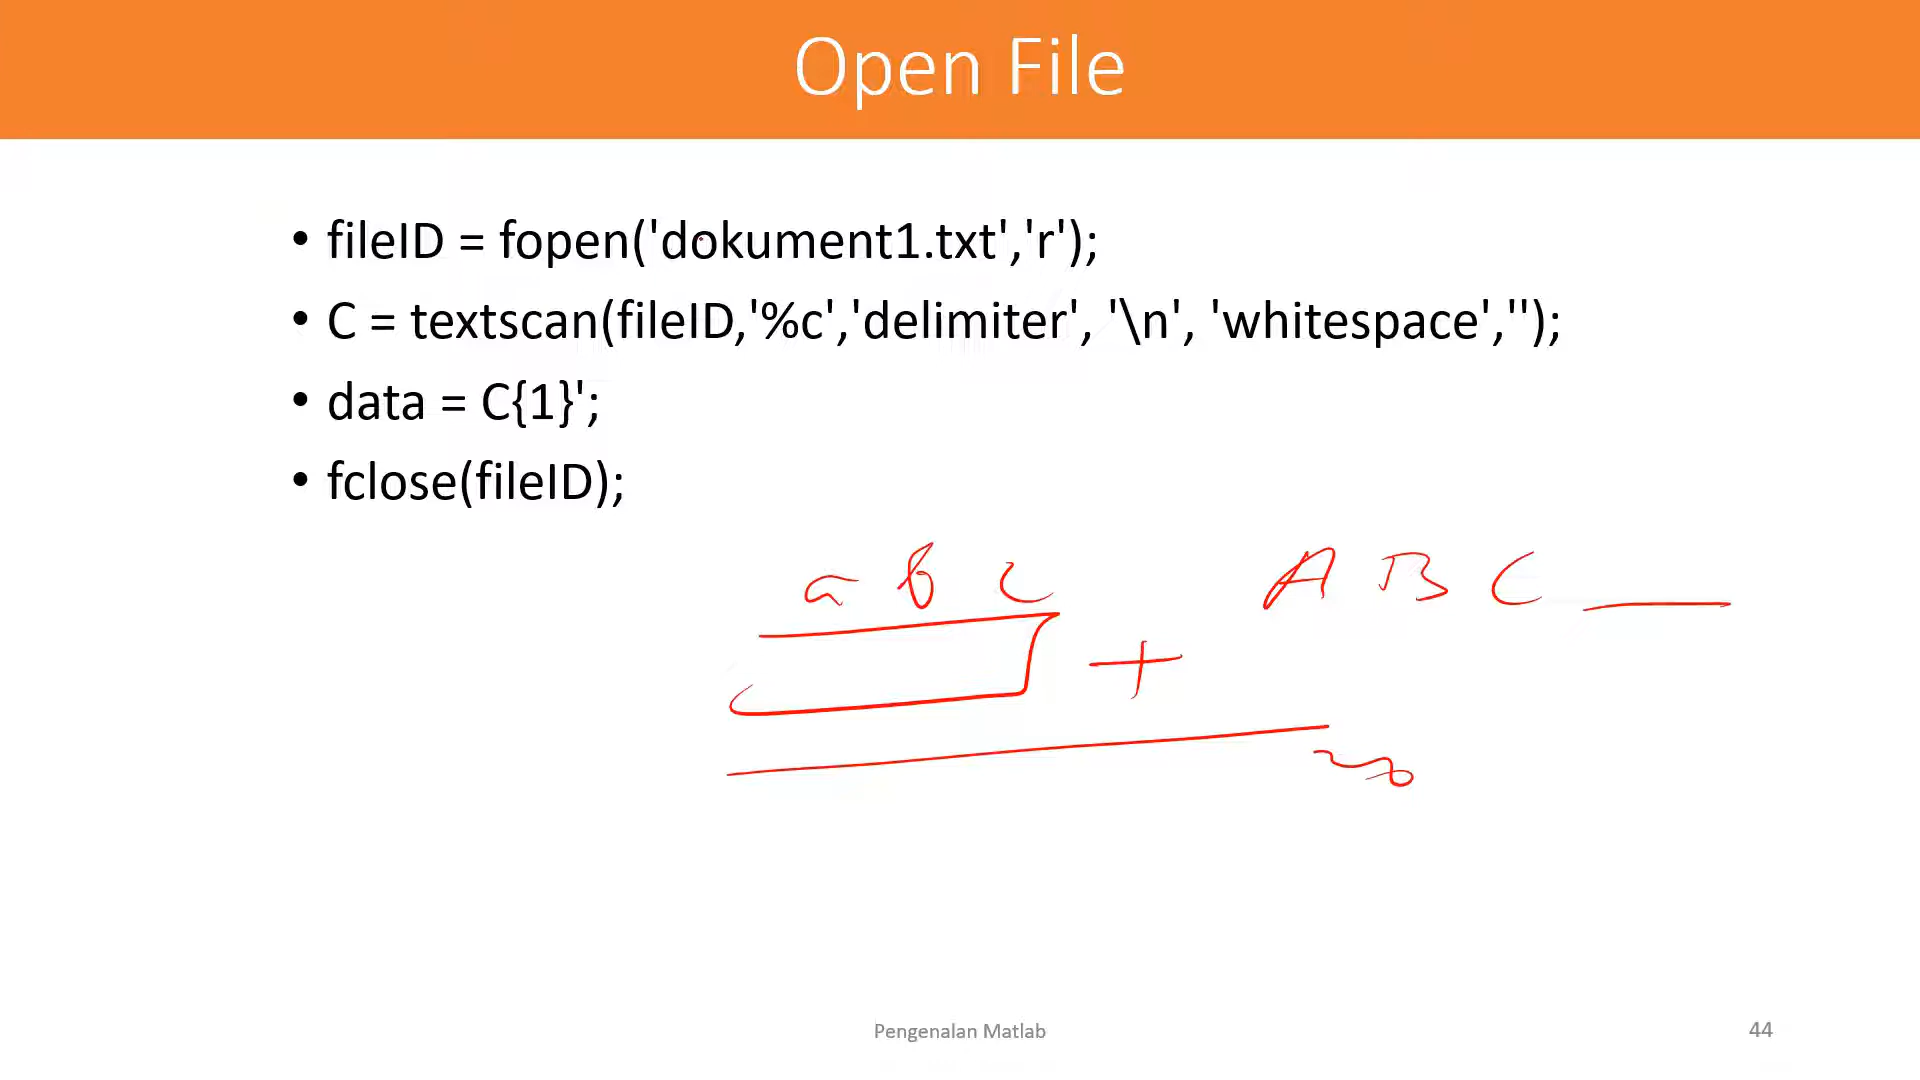 Open File
• fileID = fopen('dokument1.txt','r');
• C = textscan(fileID,'%c','delimiter', '\n', 'whitespace','');
• data = C{1}';
• fclose(fileID);
a b c
A B C
+
Pengenalan Matlab
44